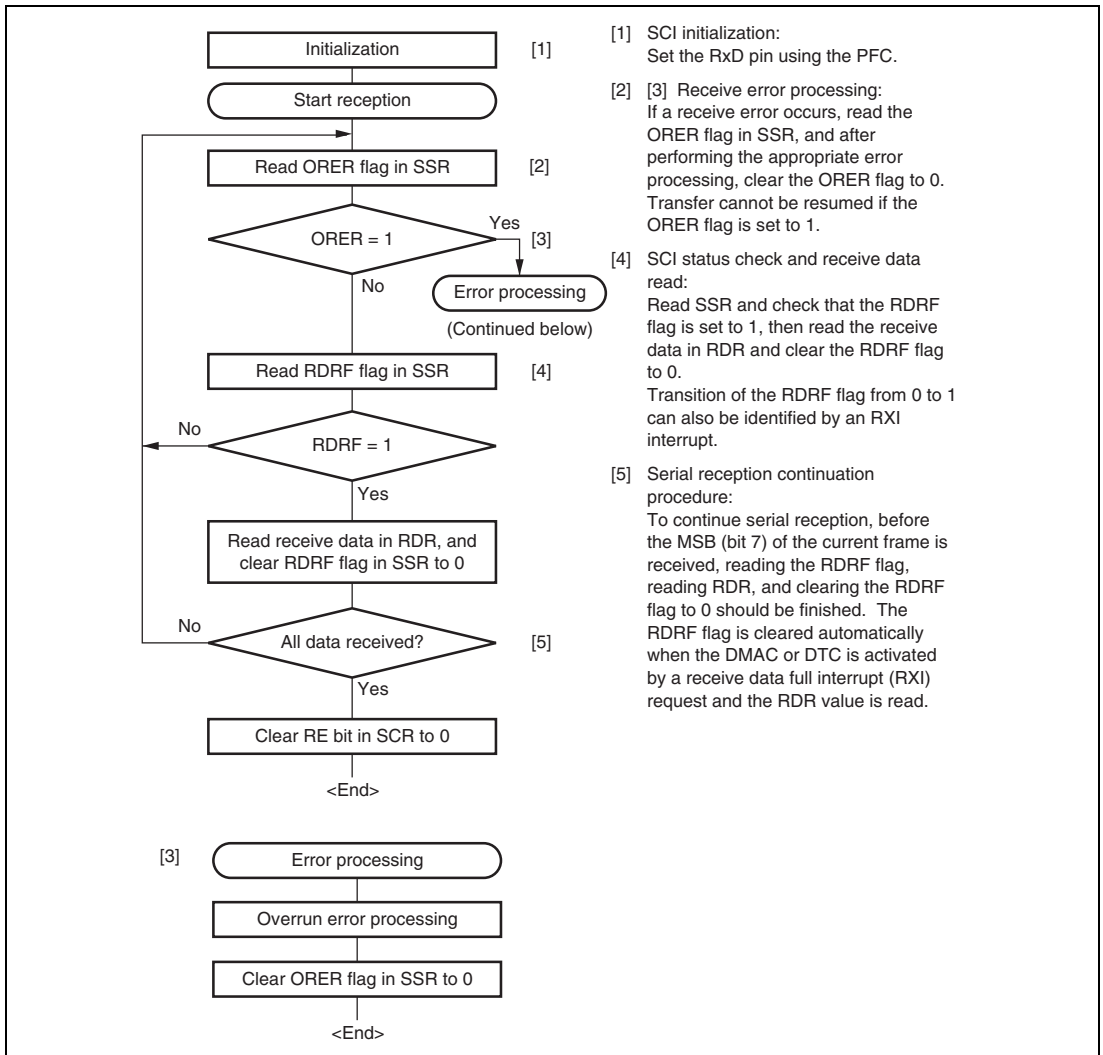 Initialization
[1]
Start reception
Read ORER flag in SSR
[2]
ORER = 1
Yes
[3]
No
Error processing
(Continued below)
Read RDRF flag in SSR
[4]
No
RDRF = 1
Yes
Read receive data in RDR, and
clear RDRF flag in SSR to 0
No
All data received?
[5]
Yes
Clear RE bit in SCR to 0
<End>
[3]
Error processing
Overrun error processing
Clear ORER flag in SSR to 0
<End>
[1] SCI initialization:
Set the RxD pin using the PFC.
[2] [3] Receive error processing:
If a receive error occurs, read the
ORER flag in SSR, and after
performing the appropriate error
processing, clear the ORER flag to 0.
Transfer cannot be resumed if the
ORER flag is set to 1.
[4] SCI status check and receive data
read:
Read SSR and check that the RDRF
flag is set to 1, then read the receive
data in RDR and clear the RDRF flag
to 0.
Transition of the RDRF flag from 0 to 1
can also be identified by an RXI
interrupt.
[5] Serial reception continuation
procedure:
To continue serial reception, before
the MSB (bit 7) of the current frame is
received, reading the RDRF flag,
reading RDR, and clearing the RDRF
flag to 0 should be finished. The
RDRF flag is cleared automatically
when the DMAC or DTC is activated
by a receive data full interrupt (RXI)
request and the RDR value is read.